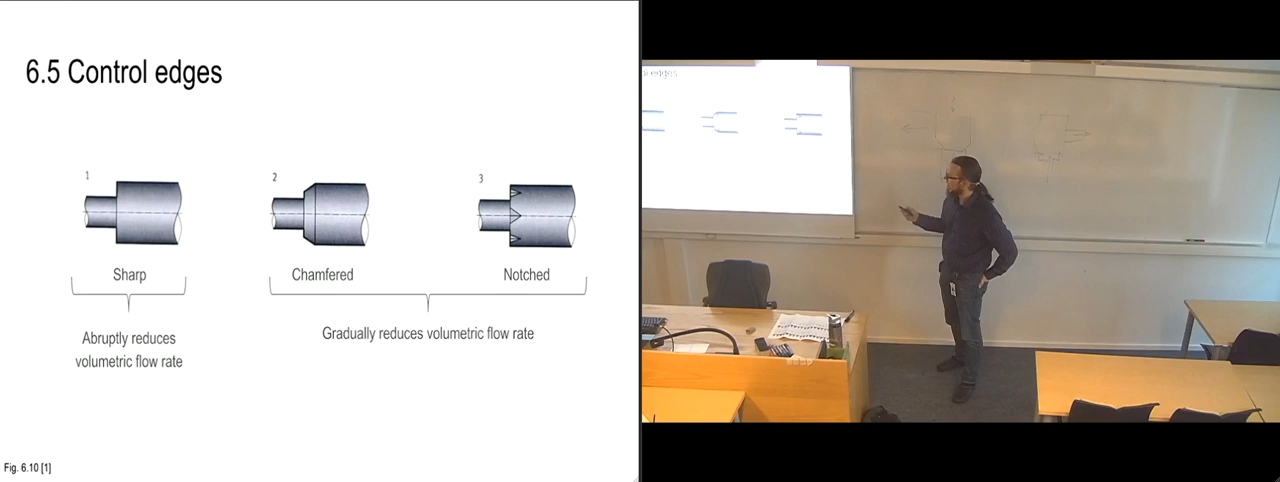 6.5 Control edges
1
2
3
Sharp
Chamfered
Notched
Abruptly reduces
volumetric flow rate
Gradually reduces volumetric flow rate
Fig. 6.10 [1]
edges